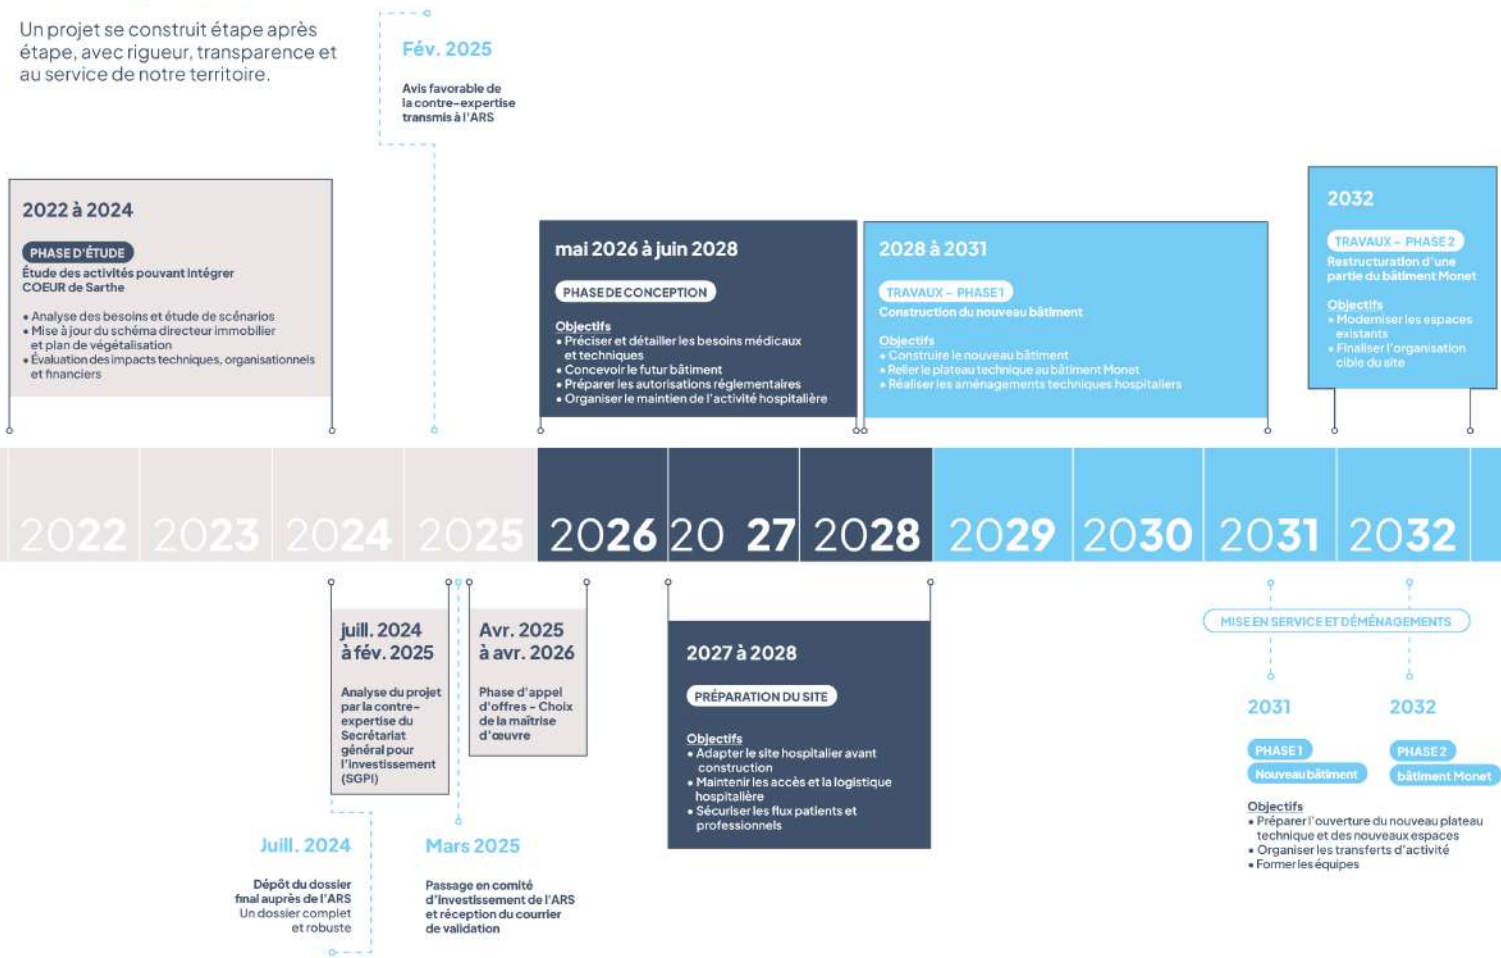 Un projet se construit étape après
étape, avec rigueur, transparence et
au service de notre territoire.
Fév. 2025
Avis favorable de
la contre-expertise
transmis à l'ARS
2022 à 2024
PHASE D'ÉTUDE
Étude des activités pouvant intégrer
COEUR de Sarthe
• Analyse des besoins et étude de scénarios
• Mise à jour du schéma directeur immobilier
et plan de végétalisation
• Évaluation des impacts techniques, organisationnels
et financiers
mai 2026 à juin 2028
PHASE DE CONCEPTION
Objectifs
• Préciser et détailler les besoins médicaux
et techniques
• Concevoir le futur bâtiment
• Préparer les autorisations réglementaires
• Organiser le maintien de l'activité hospitalière
2028 à 2031
TRAVAUX - PHASE 1
Construction du nouveau bâtiment
Objectifs
• Construire le nouveau bâtiment
• Relier le plateau technique au bâtiment Monet
• Réaliser les aménagements techniques hospitaliers
2032
TRAVAUX - PHASE 2
Restructuration d'une
partie du bâtiment Monet
Objectifs
• Moderniser les espaces
existants
• Finaliser l'organisation
cible du site
2022 2023 2024 2025 2026 20 27 2028 2029 2030 2031 2032
juill. 2024
à fév. 2025
Analyse du projet
par la contre-
expertise du
Secrétariat
général pour
l'investissement
(SGPI)
Avr. 2025
à avr. 2026
Phase d'appel
d'offres - Choix
de la maîtrise
d'œuvre
2027 à 2028
PRÉPARATION DU SITE
Objectifs
• Adapter le site hospitalier avant
construction
• Maintenir les accès et la logistique
hospitalière
• Sécuriser les flux patients et
professionnels
MISE EN SERVICE ET DÉMÉNAGEMENTS
2031
PHASE 1
Nouveau bâtiment
2032
PHASE 2
bâtiment Monet
Objectifs
• Préparer l'ouverture du nouveau plateau
technique et des nouveaux espaces
• Organiser les transferts d'activité
• Former les équipes
Juill. 2024
Dépôt du dossier
final auprès de l'ARS
Un dossier complet
et robuste
Mars 2025
Passage en comité
d'investissement de l'ARS
et réception du courrier
de validation